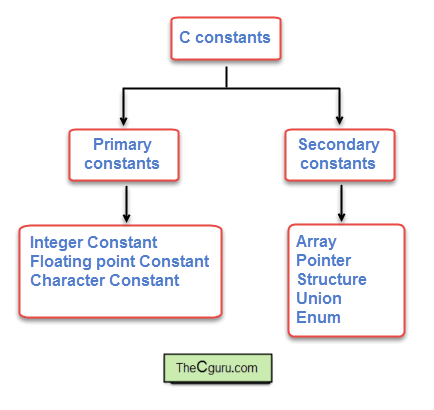 C constants
Primary
constants
Secondary
constants
Integer Constant
Floating point Constant
Character Constant
Array
Pointer
Structure
Union
Enum
TheCguru.com